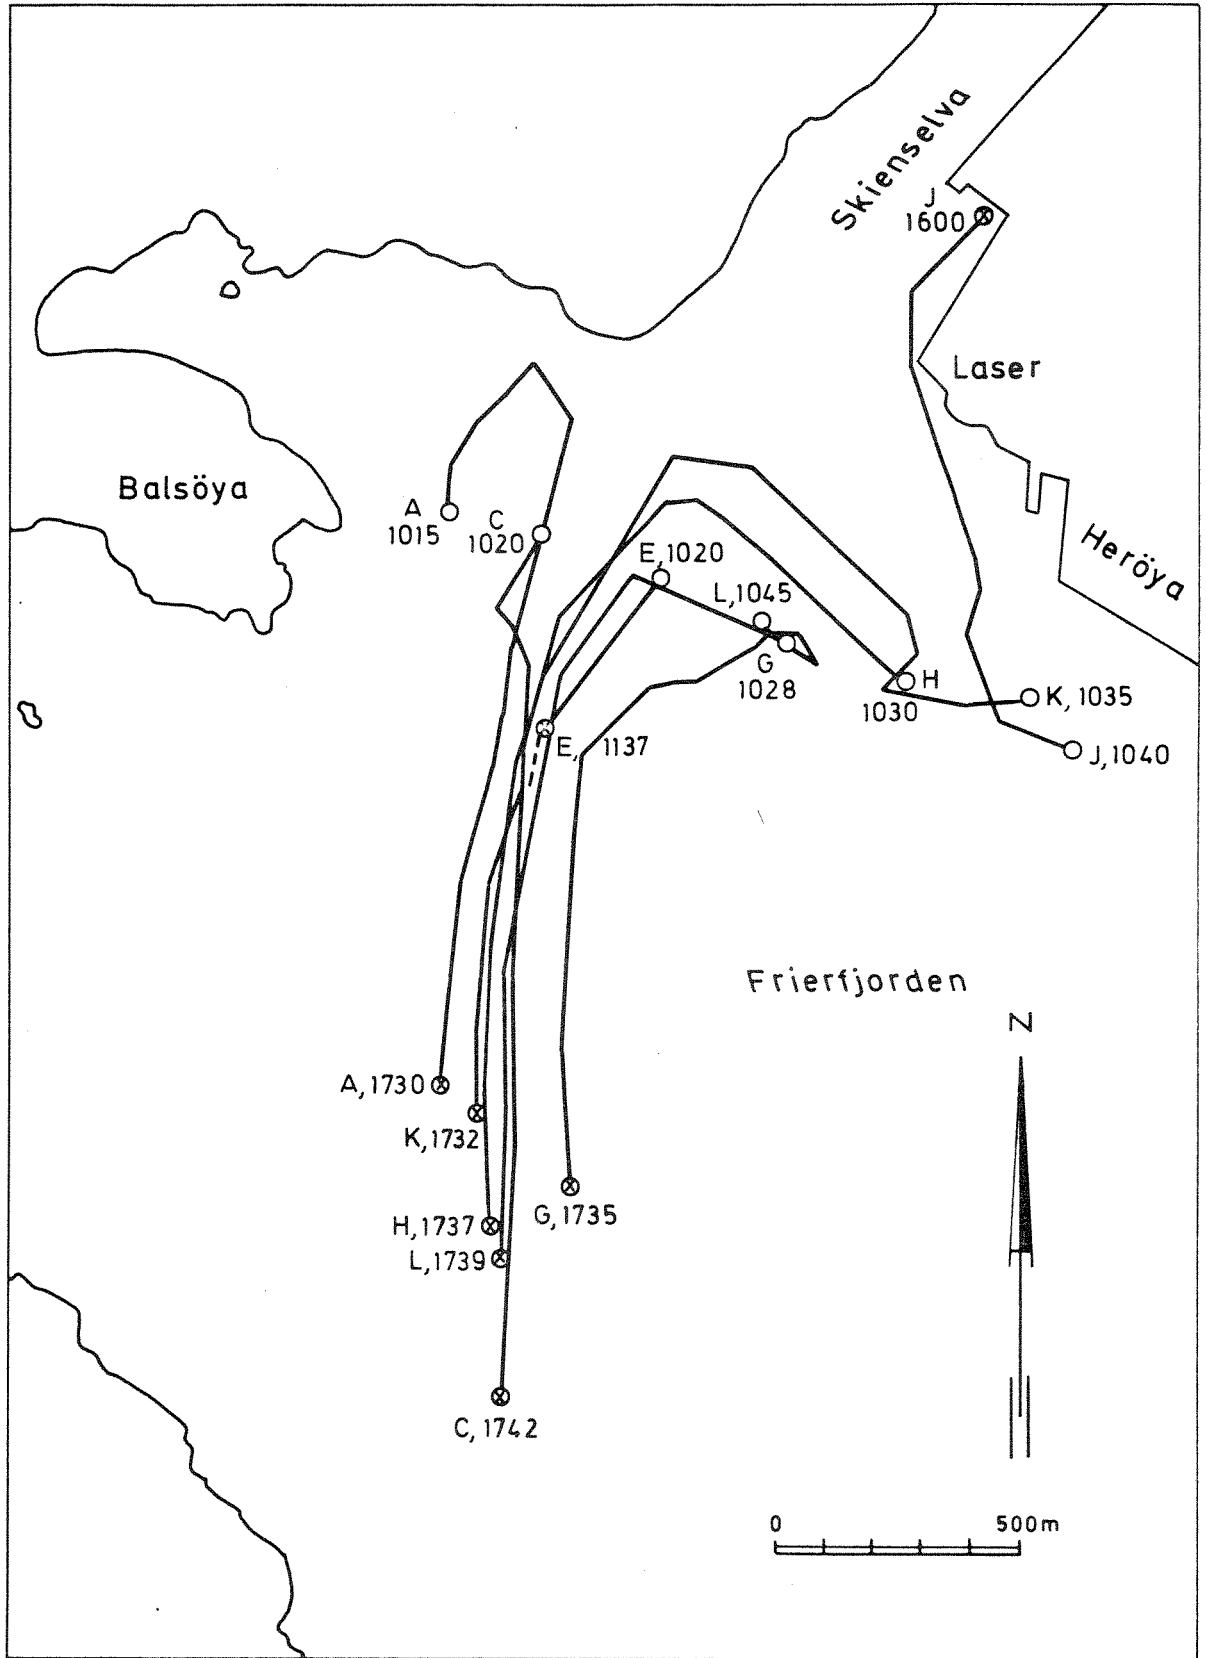 Skienselva
J
1600
Laser
Balsöya
A
1015
C
1020
E, 1020
L, 1045
Heröya
G
1028
H
1030
K, 1035
E, 1137
J, 1040
Frierfjorden
N
A, 1730
K, 1732
G, 1735
H, 1737
L, 1739
C, 1742
0 500m